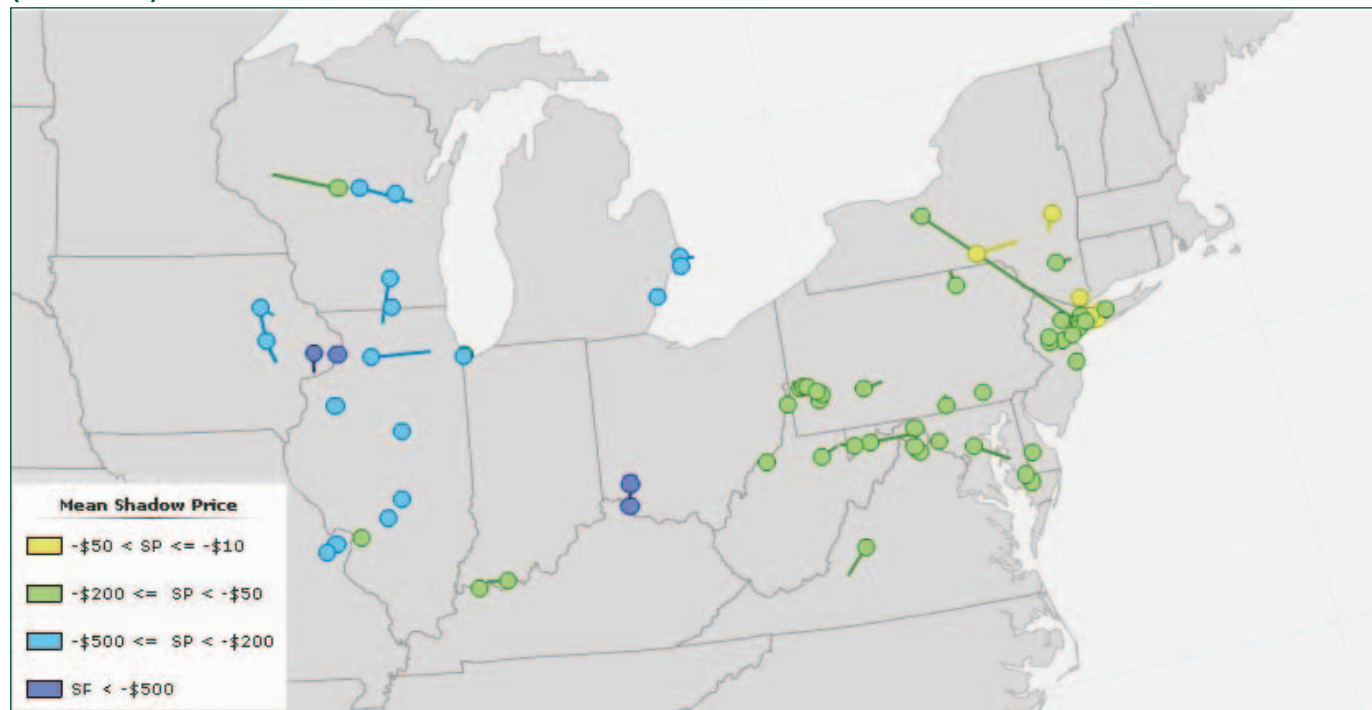 Mean Shadow Price
-$50 < SP <= -$10
-$200 <= SP < -$50
-$500 <= SP < -$200
SF < -$500